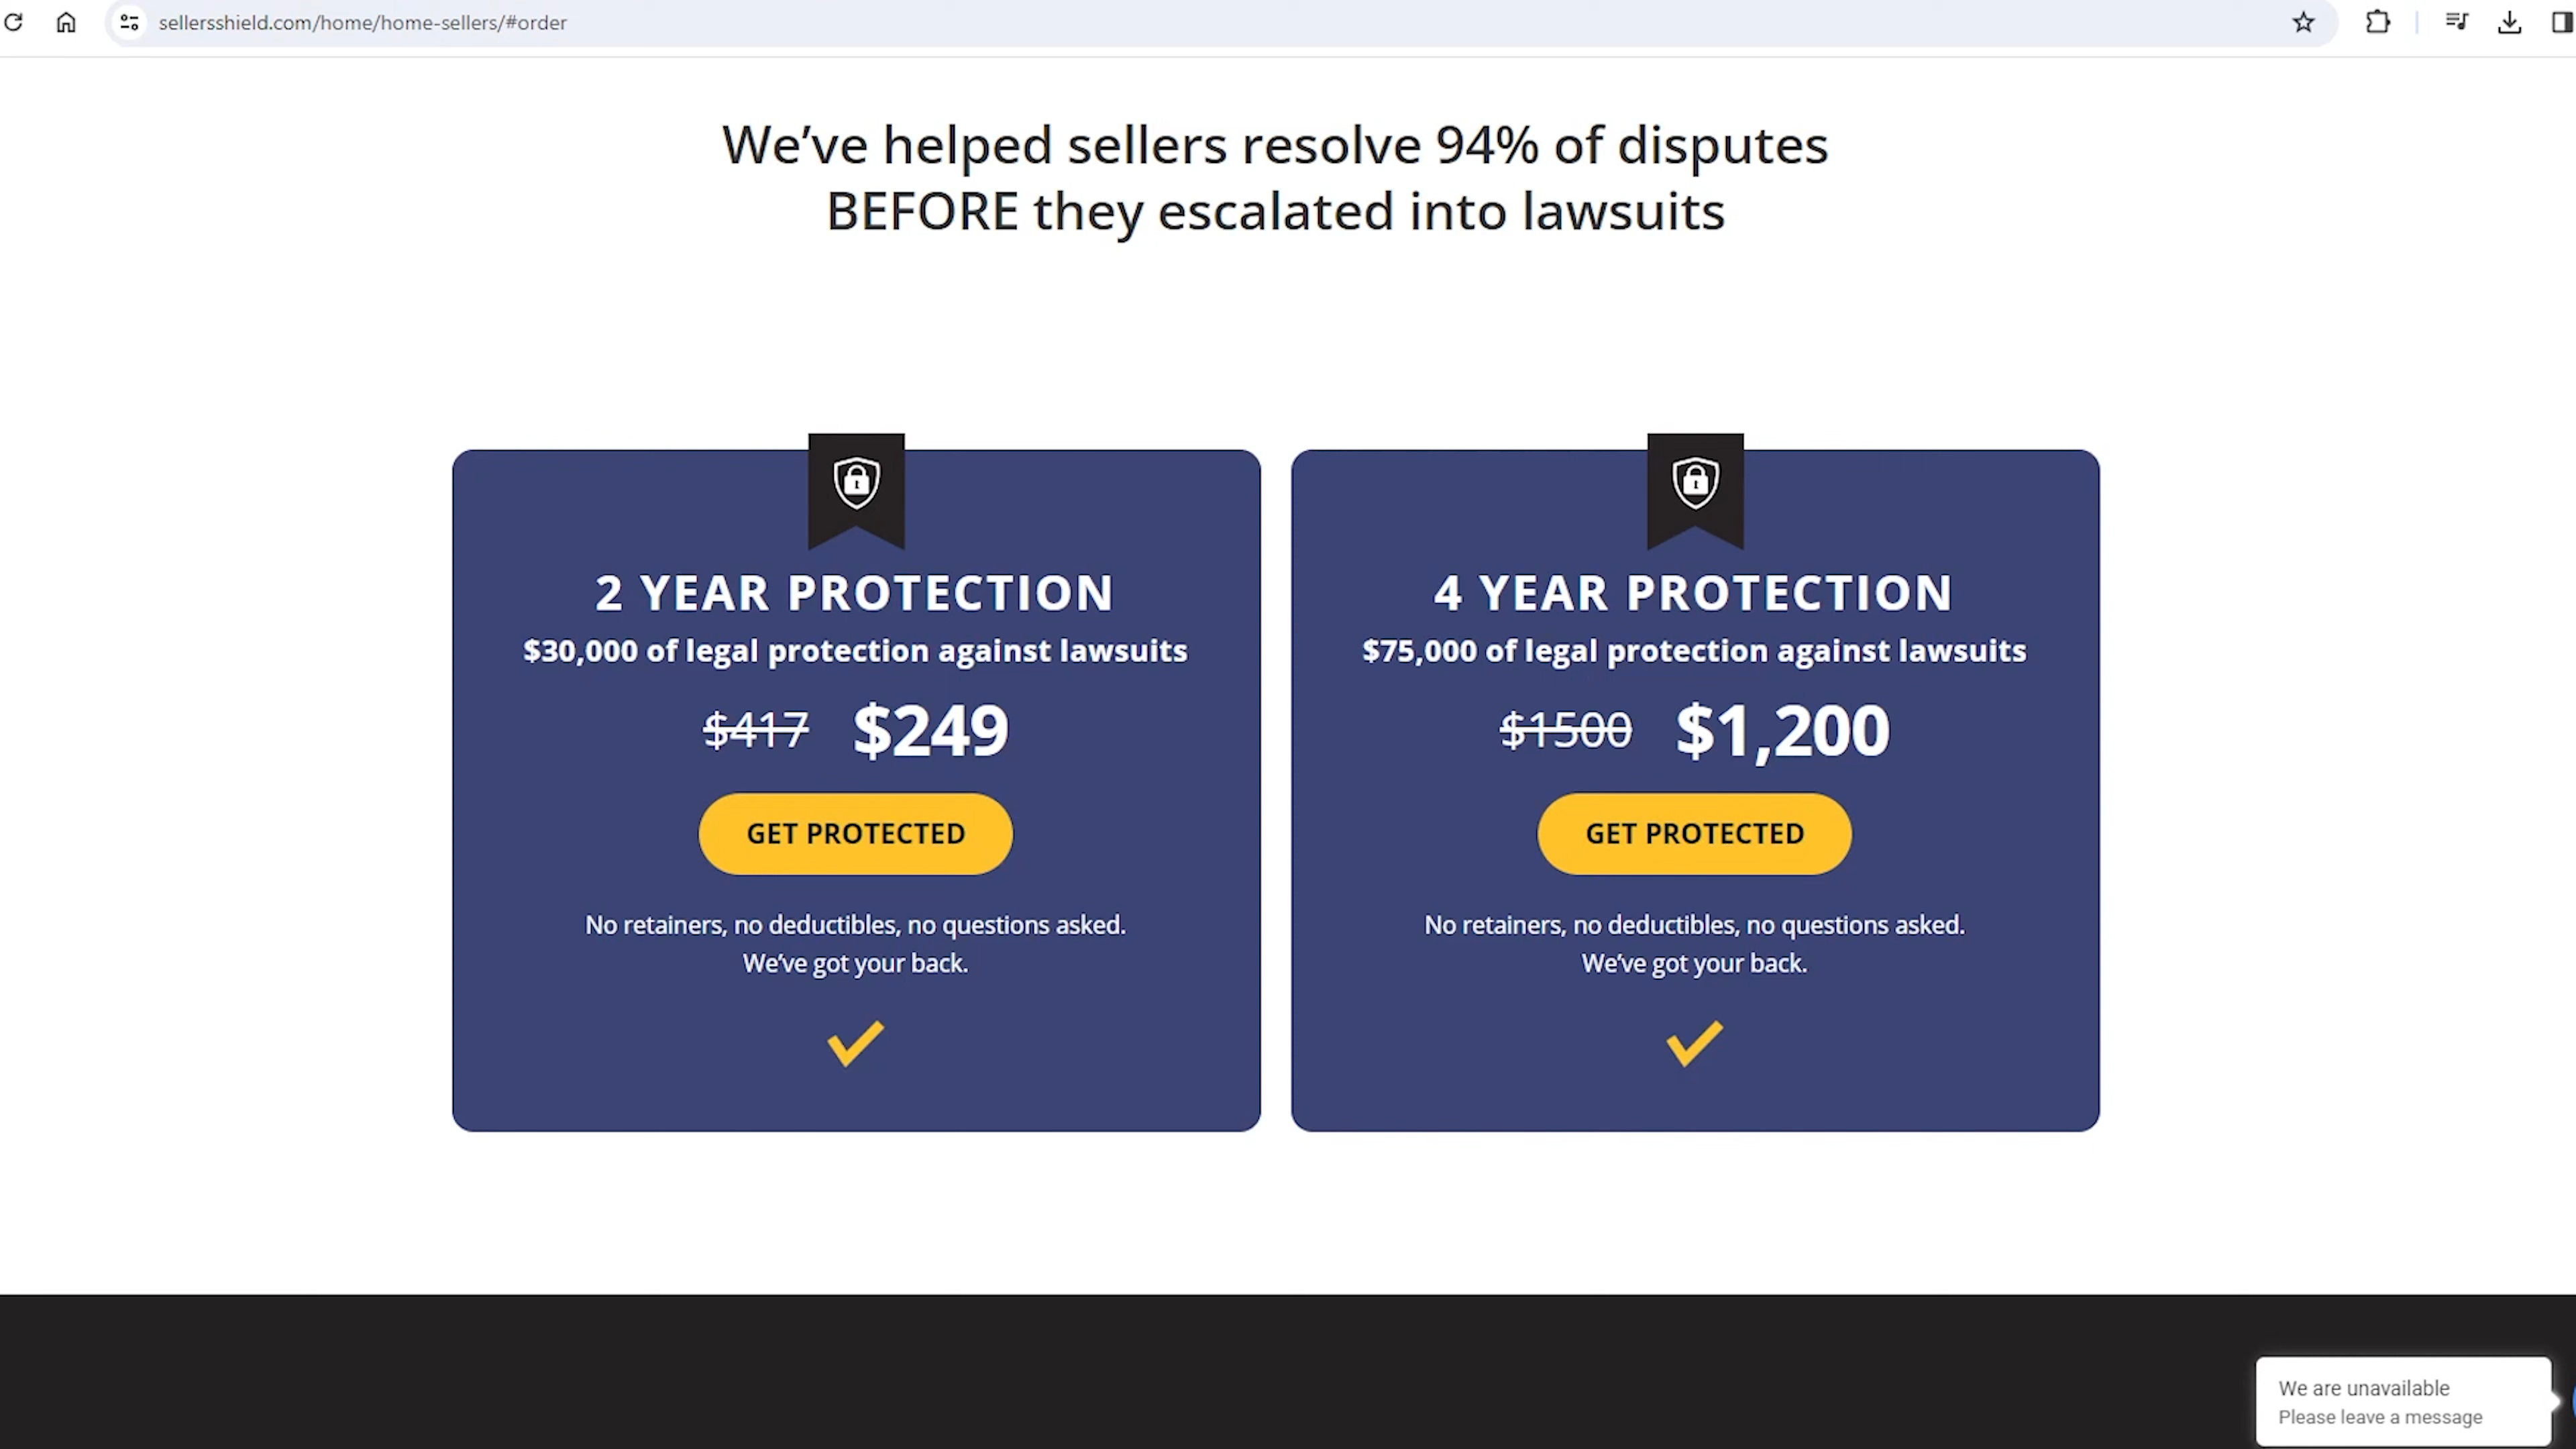 sellersshield.com/home/home-sellers/#order
We’ve helped sellers resolve 94% of disputes
BEFORE they escalated into lawsuits
2 YEAR PROTECTION
$30,000 of legal protection against lawsuits
$417 $249
GET PROTECTED
No retainers, no deductibles, no questions asked.
We’ve got your back.
4 YEAR PROTECTION
$75,000 of legal protection against lawsuits
$1500 $1,200
GET PROTECTED
No retainers, no deductibles, no questions asked.
We’ve got your back.
We are unavailable
Please leave a message